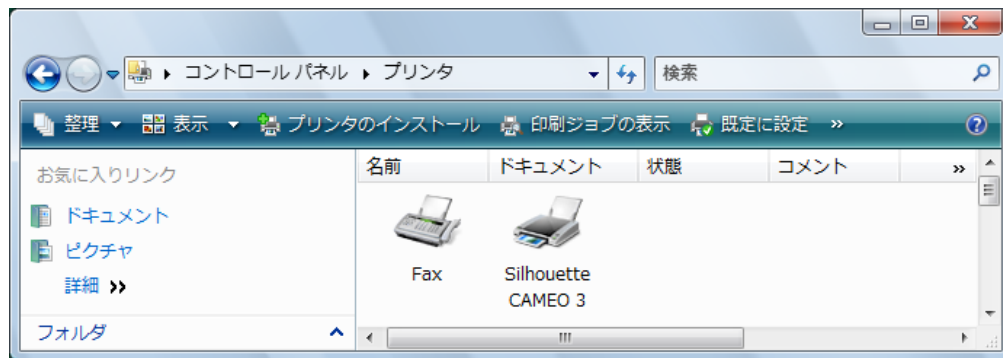 コントロール パネル ▸ プリンタ 検索
整理 表示 プリンタのインストール 印刷ジョブの表示 既定に設定 »
お気に入りリンク
ドキュメント
ピクチャ
詳細 »
フォルダ
名前 ドキュメント 状態 コメント »
Fax
Silhouette
CAMEO 3